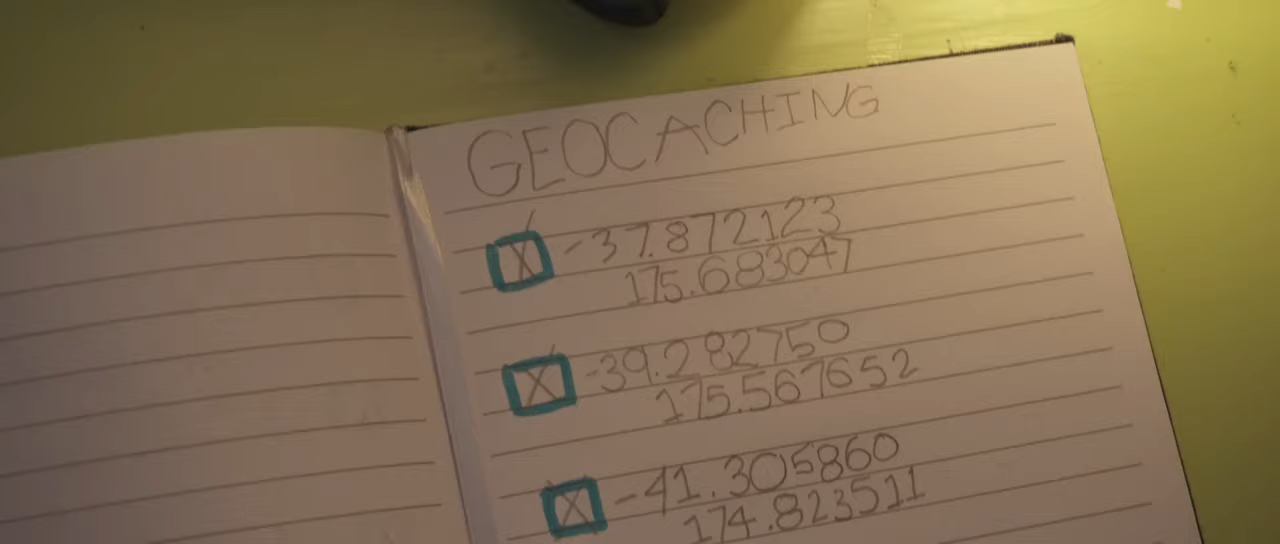 GEOCACHING
X -37.872123
175.683047
X -39.282750
175.567652
X -41.305860
174.823511